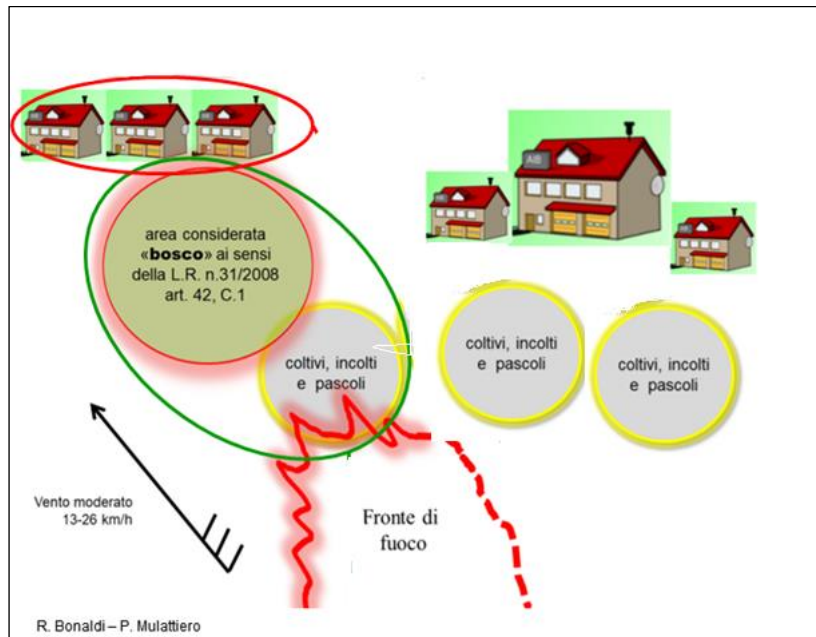 AIB
area considerata
«bosco» ai sensi
della L.R. n.31/2008
art. 42, C.1
coltivi, incolti
e pascoli
coltivi, incolti
e pascoli
coltivi, incolti
e pascoli
Vento moderato
13-26 km/h
Fronte di
fuoco
R. Bonaldi – P. Mulattiero